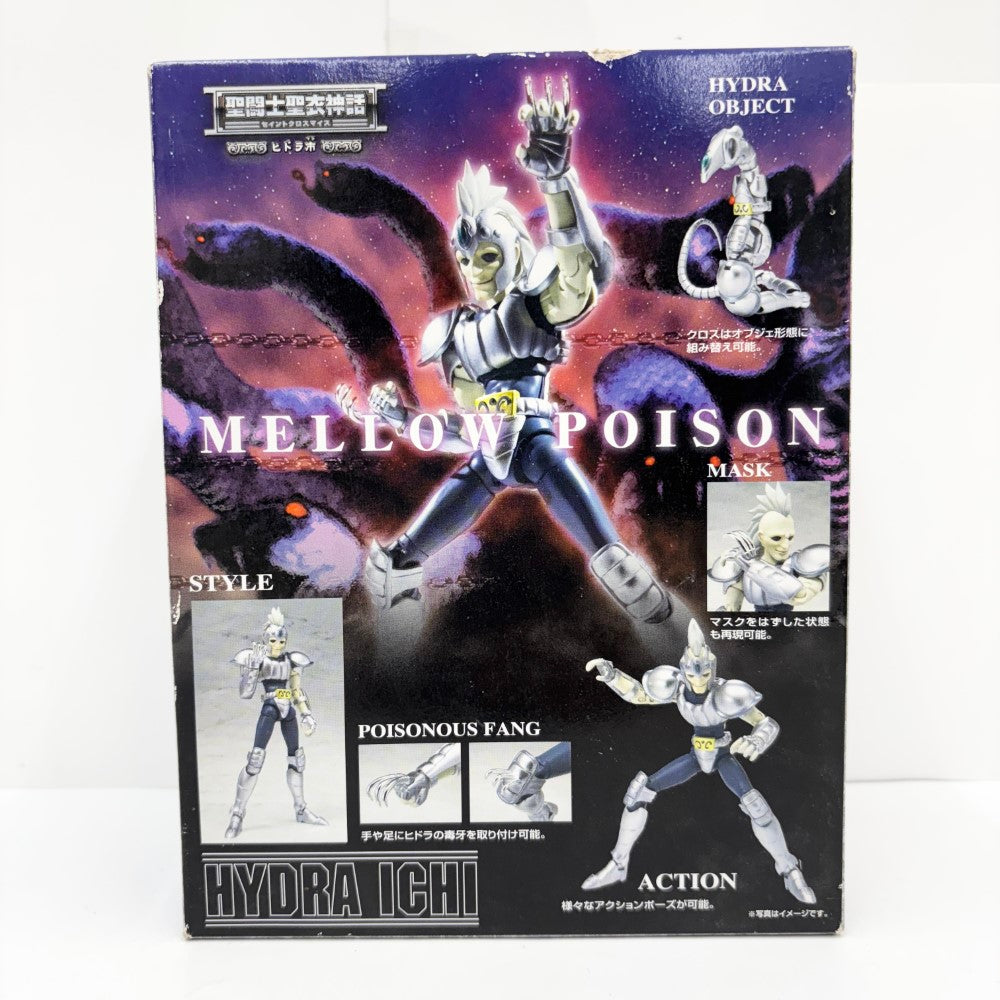 聖闘士聖衣神話
セイントクロスマイス
ヒドラ市
HYDRA
OBJECT
クロスはオブジェ形態に
組み替え可能。
MELLOW POISON
MASK
マスクをはずした状態
も再現可能。
STYLE
POISONOUS FANG
手や足にヒドラの毒牙を取り付け可能。
HYDRA ICHI
ACTION
様々なアクションポーズが可能。
※写真はイメージです。